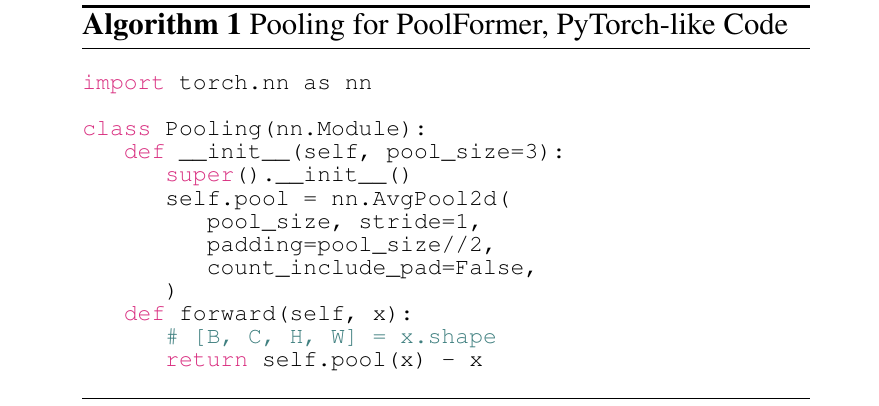 Algorithm 1 Pooling for PoolFormer, PyTorch-like Code
import torch.nn as nn
class Pooling(nn.Module):
def __init__(self, pool_size=3):
super().__init__()
self.pool = nn.AvgPool2d(
pool_size, stride=1,
padding=pool_size//2,
count_include_pad=False,
)
def forward(self, x):
# [B, C, H, W] = x.shape
return self.pool(x) - x